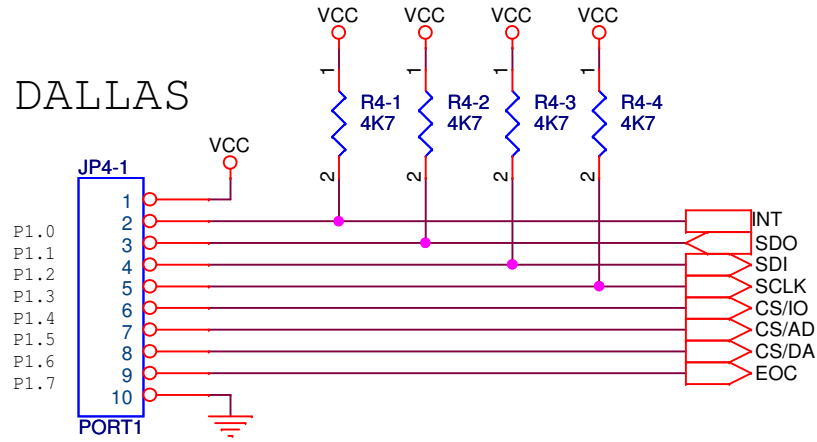 VCC VCC VCC VCC
DALLAS
1 1 1 1
R4-1 R4-2 R4-3 R4-4
4K7 4K7 4K7 4K7
VCC
JP4-1
2 2 2 2
1
2 INT
P1.0
3 SDO
P1.1
4 SDI
P1.2
5 SCLK
P1.3
6 CS/IO
P1.4
7 CS/AD
P1.5
8 CS/DA
P1.6
9 EOC
P1.7
10
PORT1